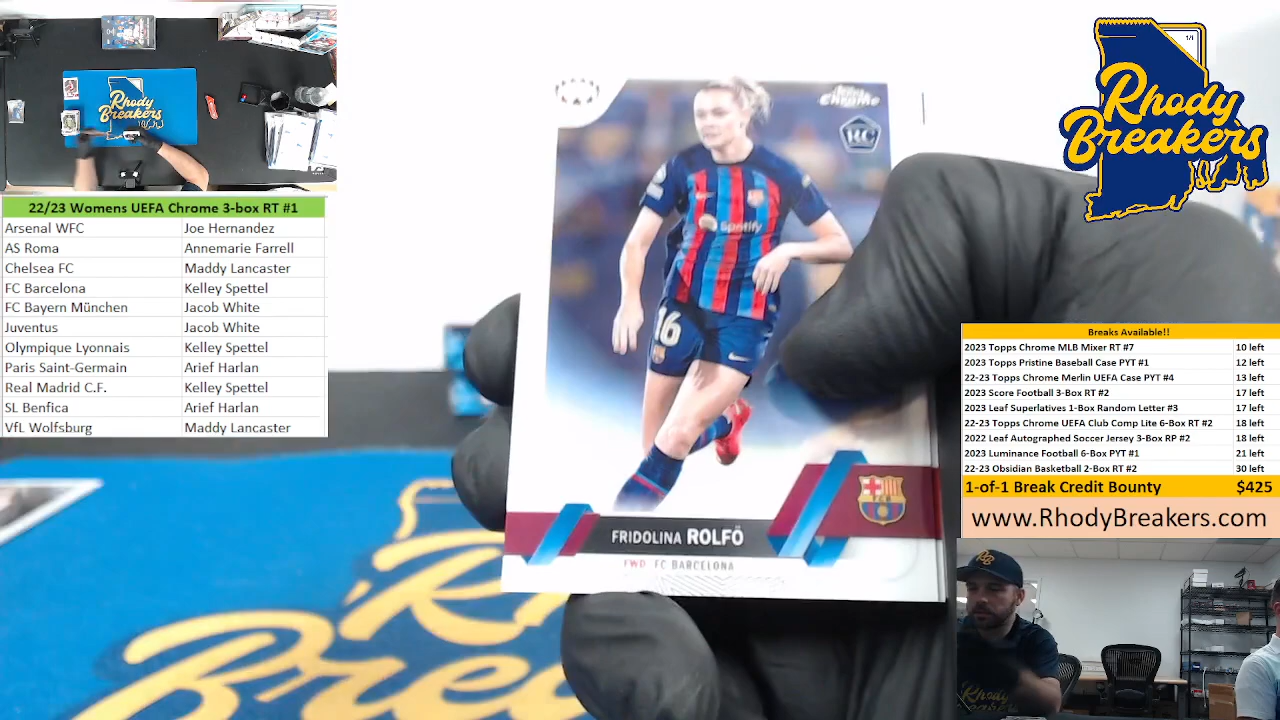 22/23 Womens UEFA Chrome 3-box RT #1
Arsenal WFC Joe Hernandez
AS Roma Annemarie Farrell
Chelsea FC Maddy Lancaster
FC Barcelona Kelley Spettel
FC Bayern München Jacob White
Juventus Jacob White
Olympique Lyonnais Kelley Spettel
Paris Saint-Germain Arief Harlan
Real Madrid C.F. Kelley Spettel
SL Benfica Arief Harlan
VfL Wolfsburg Maddy Lancaster
Rhody
Breakers
Chrome
RC
Spotify
16
FRIDOLINA ROLFÖ
FWD FC BARCELONA
1/1
Rhody
Breakers
Breaks Available!!
2023 Topps Chrome MLB Mixer RT #7 10 left
2023 Topps Pristine Baseball Case PYT #1 12 left
22-23 Topps Chrome Merlin UEFA Case PYT #4 13 left
2023 Score Football 3-Box RT #2 17 left
2023 Leaf Superlatives 1-Box Random Letter #3 17 left
22-23 Topps Chrome UEFA Club Comp Lite 6-Box RT #2 18 left
2022 Leaf Autographed Soccer Jersey 3-Box RP #2 18 left
2023 Luminance Football 6-Box PYT #1 21 left
22-23 Obsidian Basketball 2-Box RT #2 30 left
1-of-1 Break Credit Bounty $425
www.RhodyBreakers.com
RB
Rhody